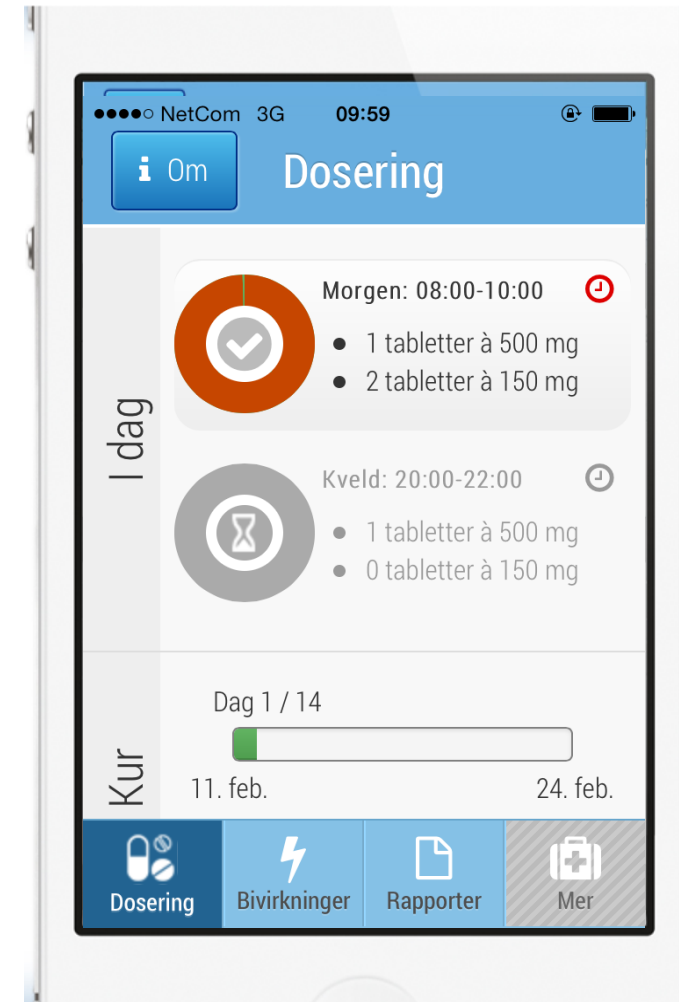 NetCom 3G 09:59
i Om
Dosering
I dag
Morgen: 08:00-10:00
1 tabletter à 500 mg
2 tabletter à 150 mg
Kveld: 20:00-22:00
1 tabletter à 500 mg
0 tabletter à 150 mg
Kur
Dag 1 / 14
11. feb.
24. feb.
Dosering
Bivirkninger
Rapporter
Mer